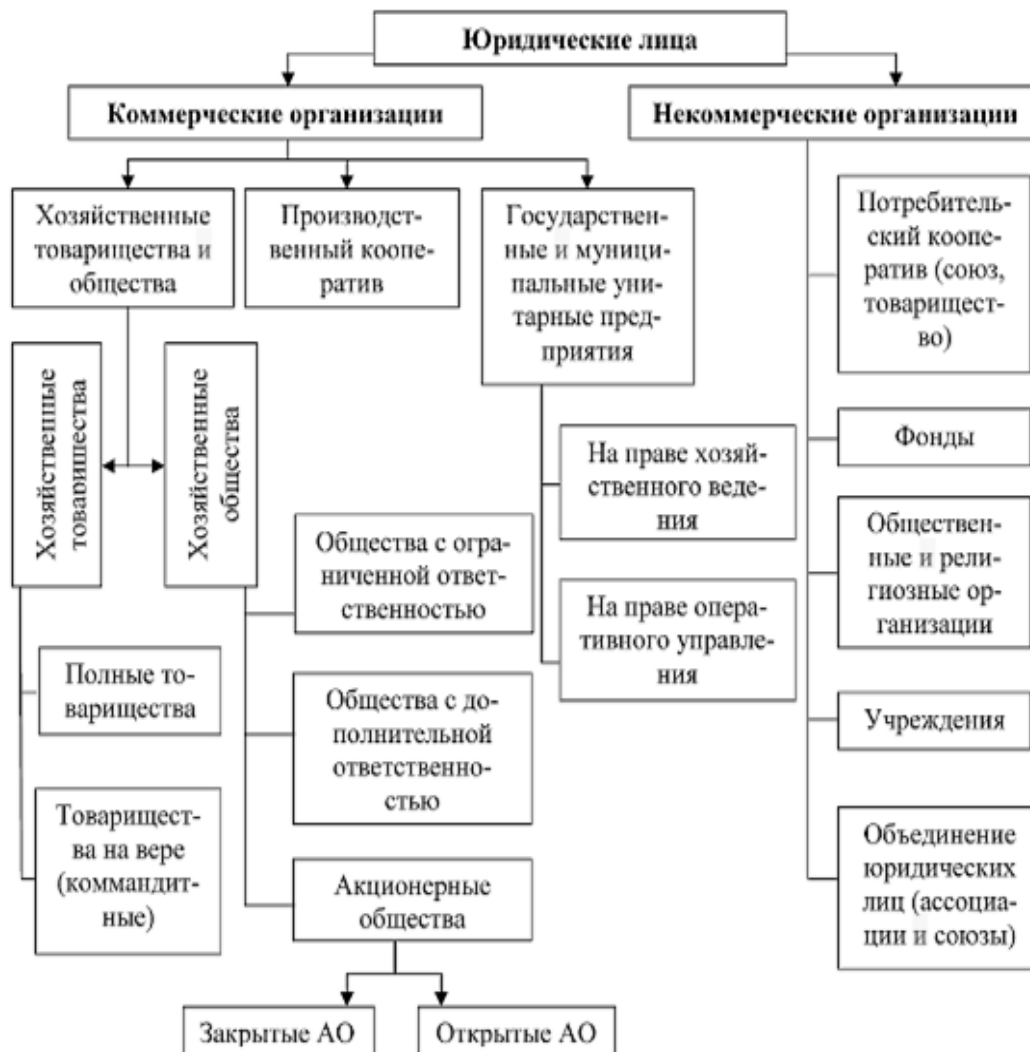 Юридические лица
Коммерческие организации
Некоммерческие организации
Хозяйственные
товарищества и
общества
Производст-
венный коопе-
ратив
Государствен-
ные и муници-
пальные уни-
тарные пред-
приятия
Хозяйственные
товарищества
Хозяйственные
общества
Полные то-
варищества
Товарищест-
ва на вере
(коммандит-
ные)
Общества с огра-
ниченной ответ-
ственностью
Общества с до-
полнительной
ответственно-
стью
Акционерные
общества
Закрытые АО
Открытые АО
На праве хозяй-
ственного веде-
ния
На праве опера-
тивного управле-
ния
Потребитель-
ский коопе-
ратив (союз,
товарищест-
во)
Фонды
Обществен-
ные и рели-
гиозные ор-
ганизации
Учреждения
Объединение
юридических
лиц (ассоциа-
ции и союзы)